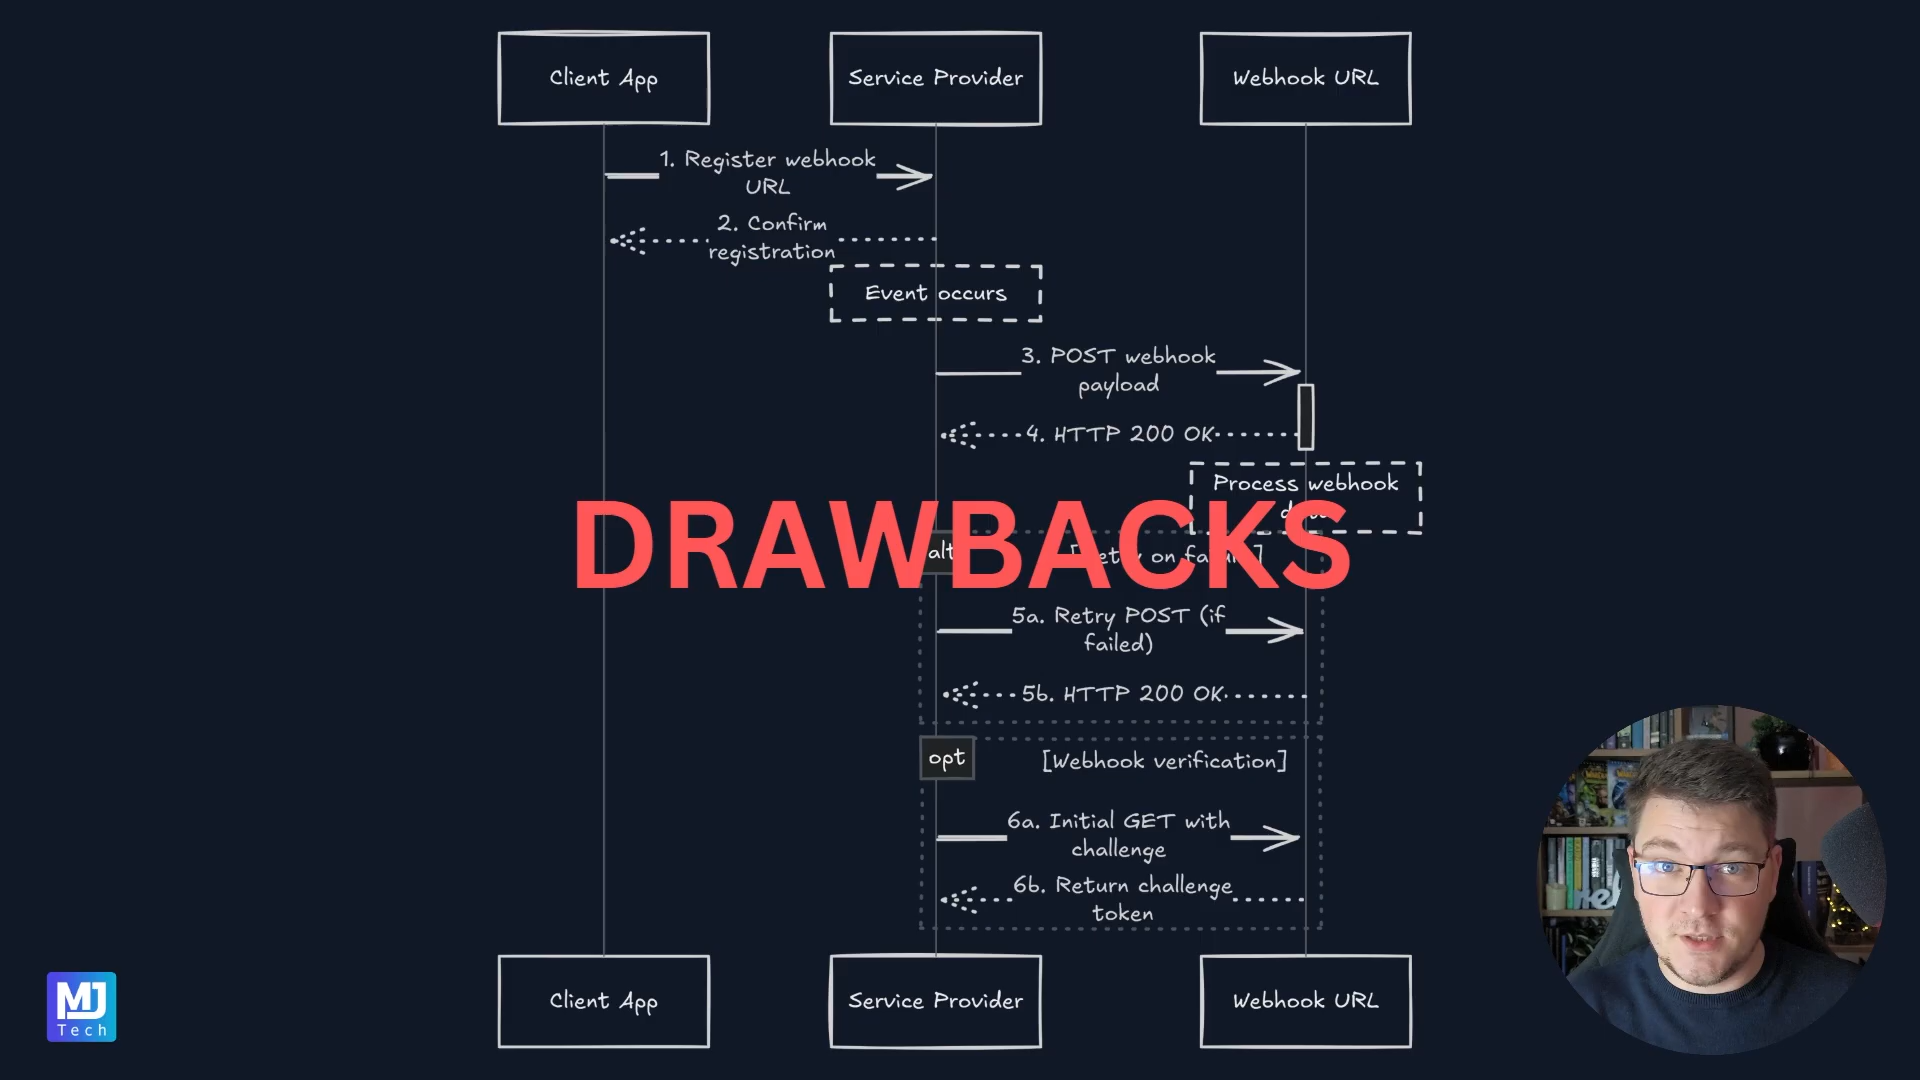 Client App
Service Provider
Webhook URL
1. Register webhook
URL
2. Confirm
registration
Event occurs
3. POST webhook
payload
4. HTTP 200 OK
Process webhook
DRAWBACKS
alt
on
5a. Retry POST (if
failed)
5b. HTTP 200 OK
opt
[Webhook verification]
6a. Initial GET with
challenge
6b. Return challenge
token
Client App
Service Provider
Webhook URL
MJ
Tech